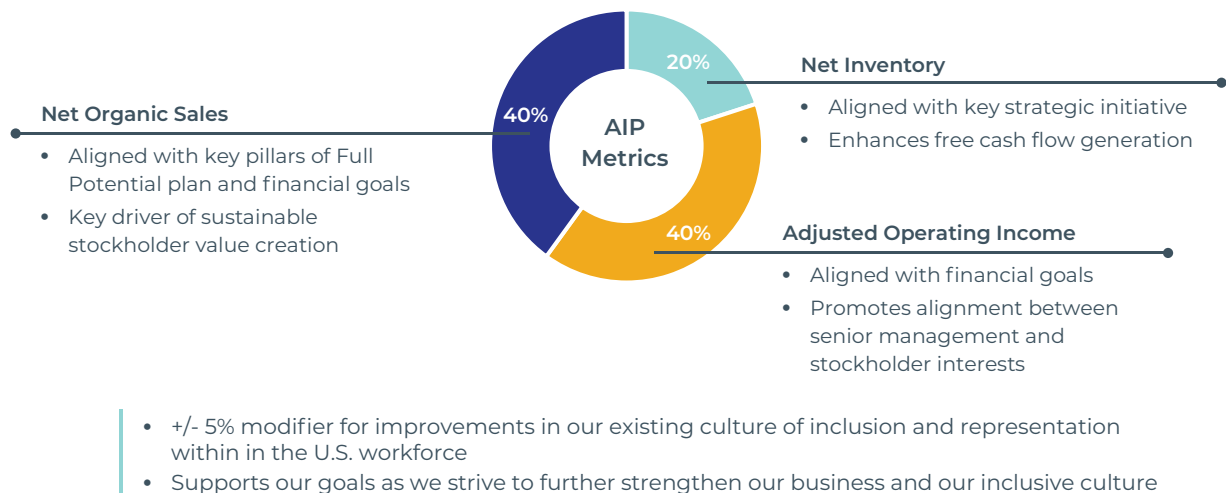 Net Organic Sales
• Aligned with key pillars of Full
Potential plan and financial goals
• Key driver of sustainable
stockholder value creation
40%
AIP
Metrics
20%
Net Inventory
• Aligned with key strategic initiative
• Enhances free cash flow generation
40%
Adjusted Operating Income
• Aligned with financial goals
• Promotes alignment between
senior management and
stockholder interests
• +/- 5% modifier for improvements in our existing culture of inclusion and representation
within in the U.S. workforce
• Supports our goals as we strive to further strengthen our business and our inclusive culture